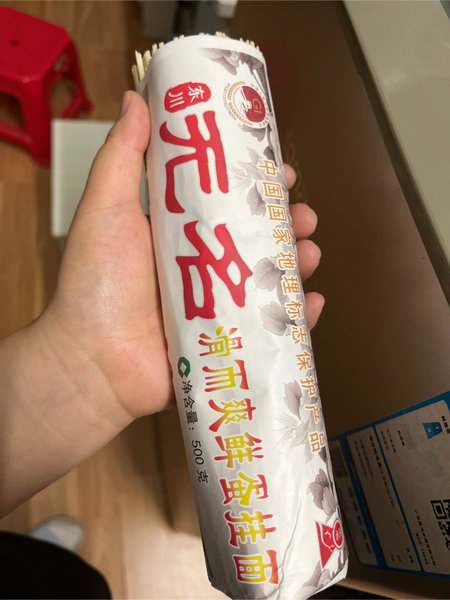 东川
无名
滑而爽鲜蛋挂面
净含量：500克
中国国家地理标志保护产品
GI